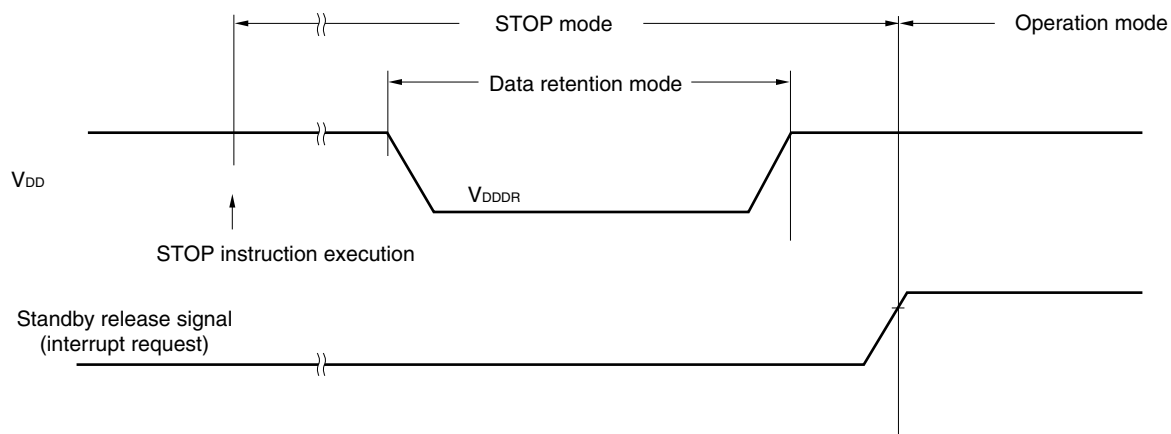 STOP mode
Operation mode
Data retention mode
VDD
VDDDR
STOP instruction execution
Standby release signal
(interrupt request)